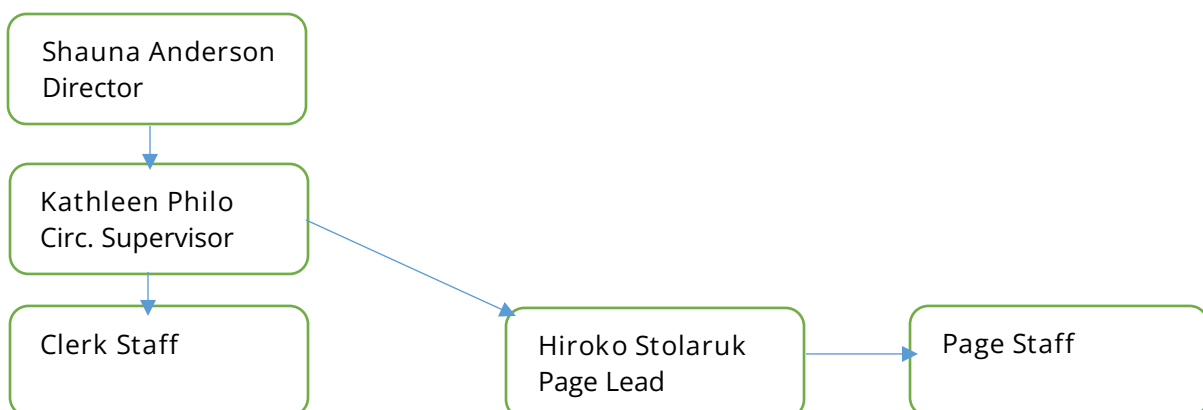 Shauna Anderson
Director
Kathleen Philo
Circ. Supervisor
Clerk Staff
Hiroko Stolaruk
Page Lead
Page Staff